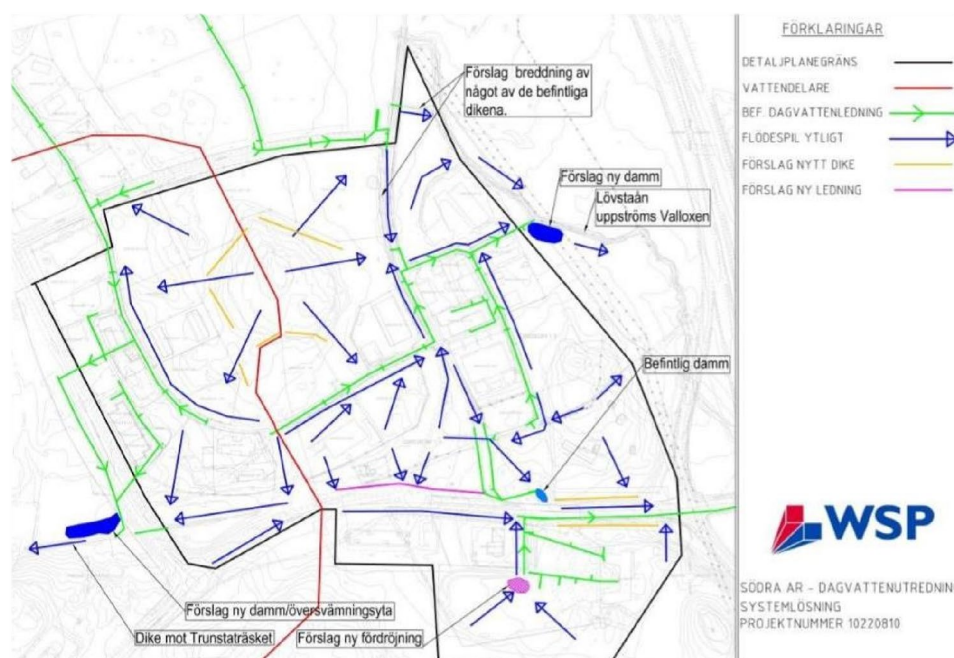 Förslag breddning av
något av de befintliga
dikena.
Förslag ny damm
Lövstaån
uppströms Valloxen
Befintlig damm
Förslag ny damm/översvämningsyta
Dike mot Trunstaträsket
Förslag ny fördröjning
FÖRKLARINGAR
DETALJPLANEGRÄNS
VATTENDELARE
BEF. DAGVATTENLEDNING
FLÖDESPIL YTLIGT
FÖRSLAG NYTT DIKE
FÖRSLAG NY LEDNING
WSP
SÖDRA AR - DAGVATTENUTREDNIN
SYSTEMLÖSNING
PROJEKTNUMMER 10220810